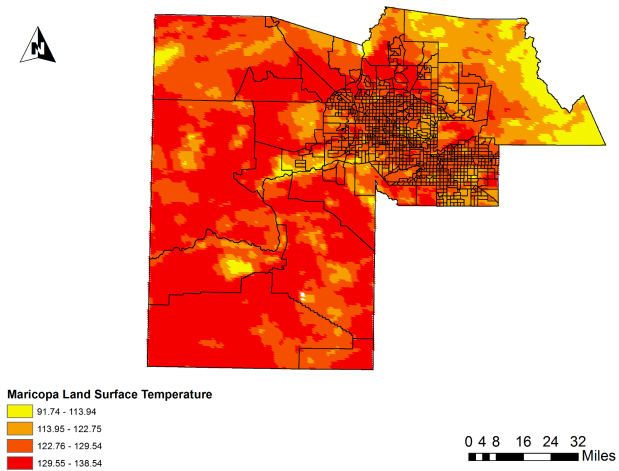 N
Maricopa Land Surface Temperature
91.74 - 113.94
113.95 - 122.75
122.76 - 129.54
129.55 - 138.54
0 4 8 16 24 32
Miles